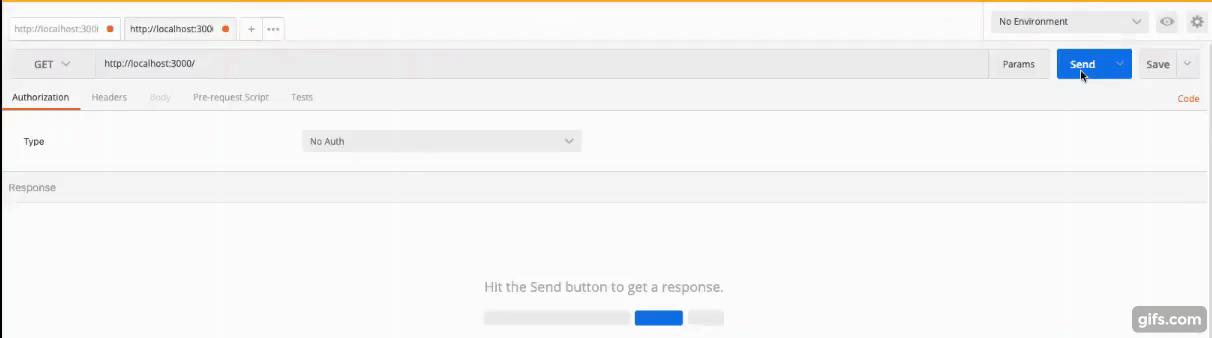 No Environment
http://localhost:300
http://localhost:300
+
GET
http://localhost:3000/
Params
Send
Save
Authorization
Headers
Body
Pre-request Script
Tests
Code
Type
No Auth
Response
Hit the Send button to get a response.
gifs.com